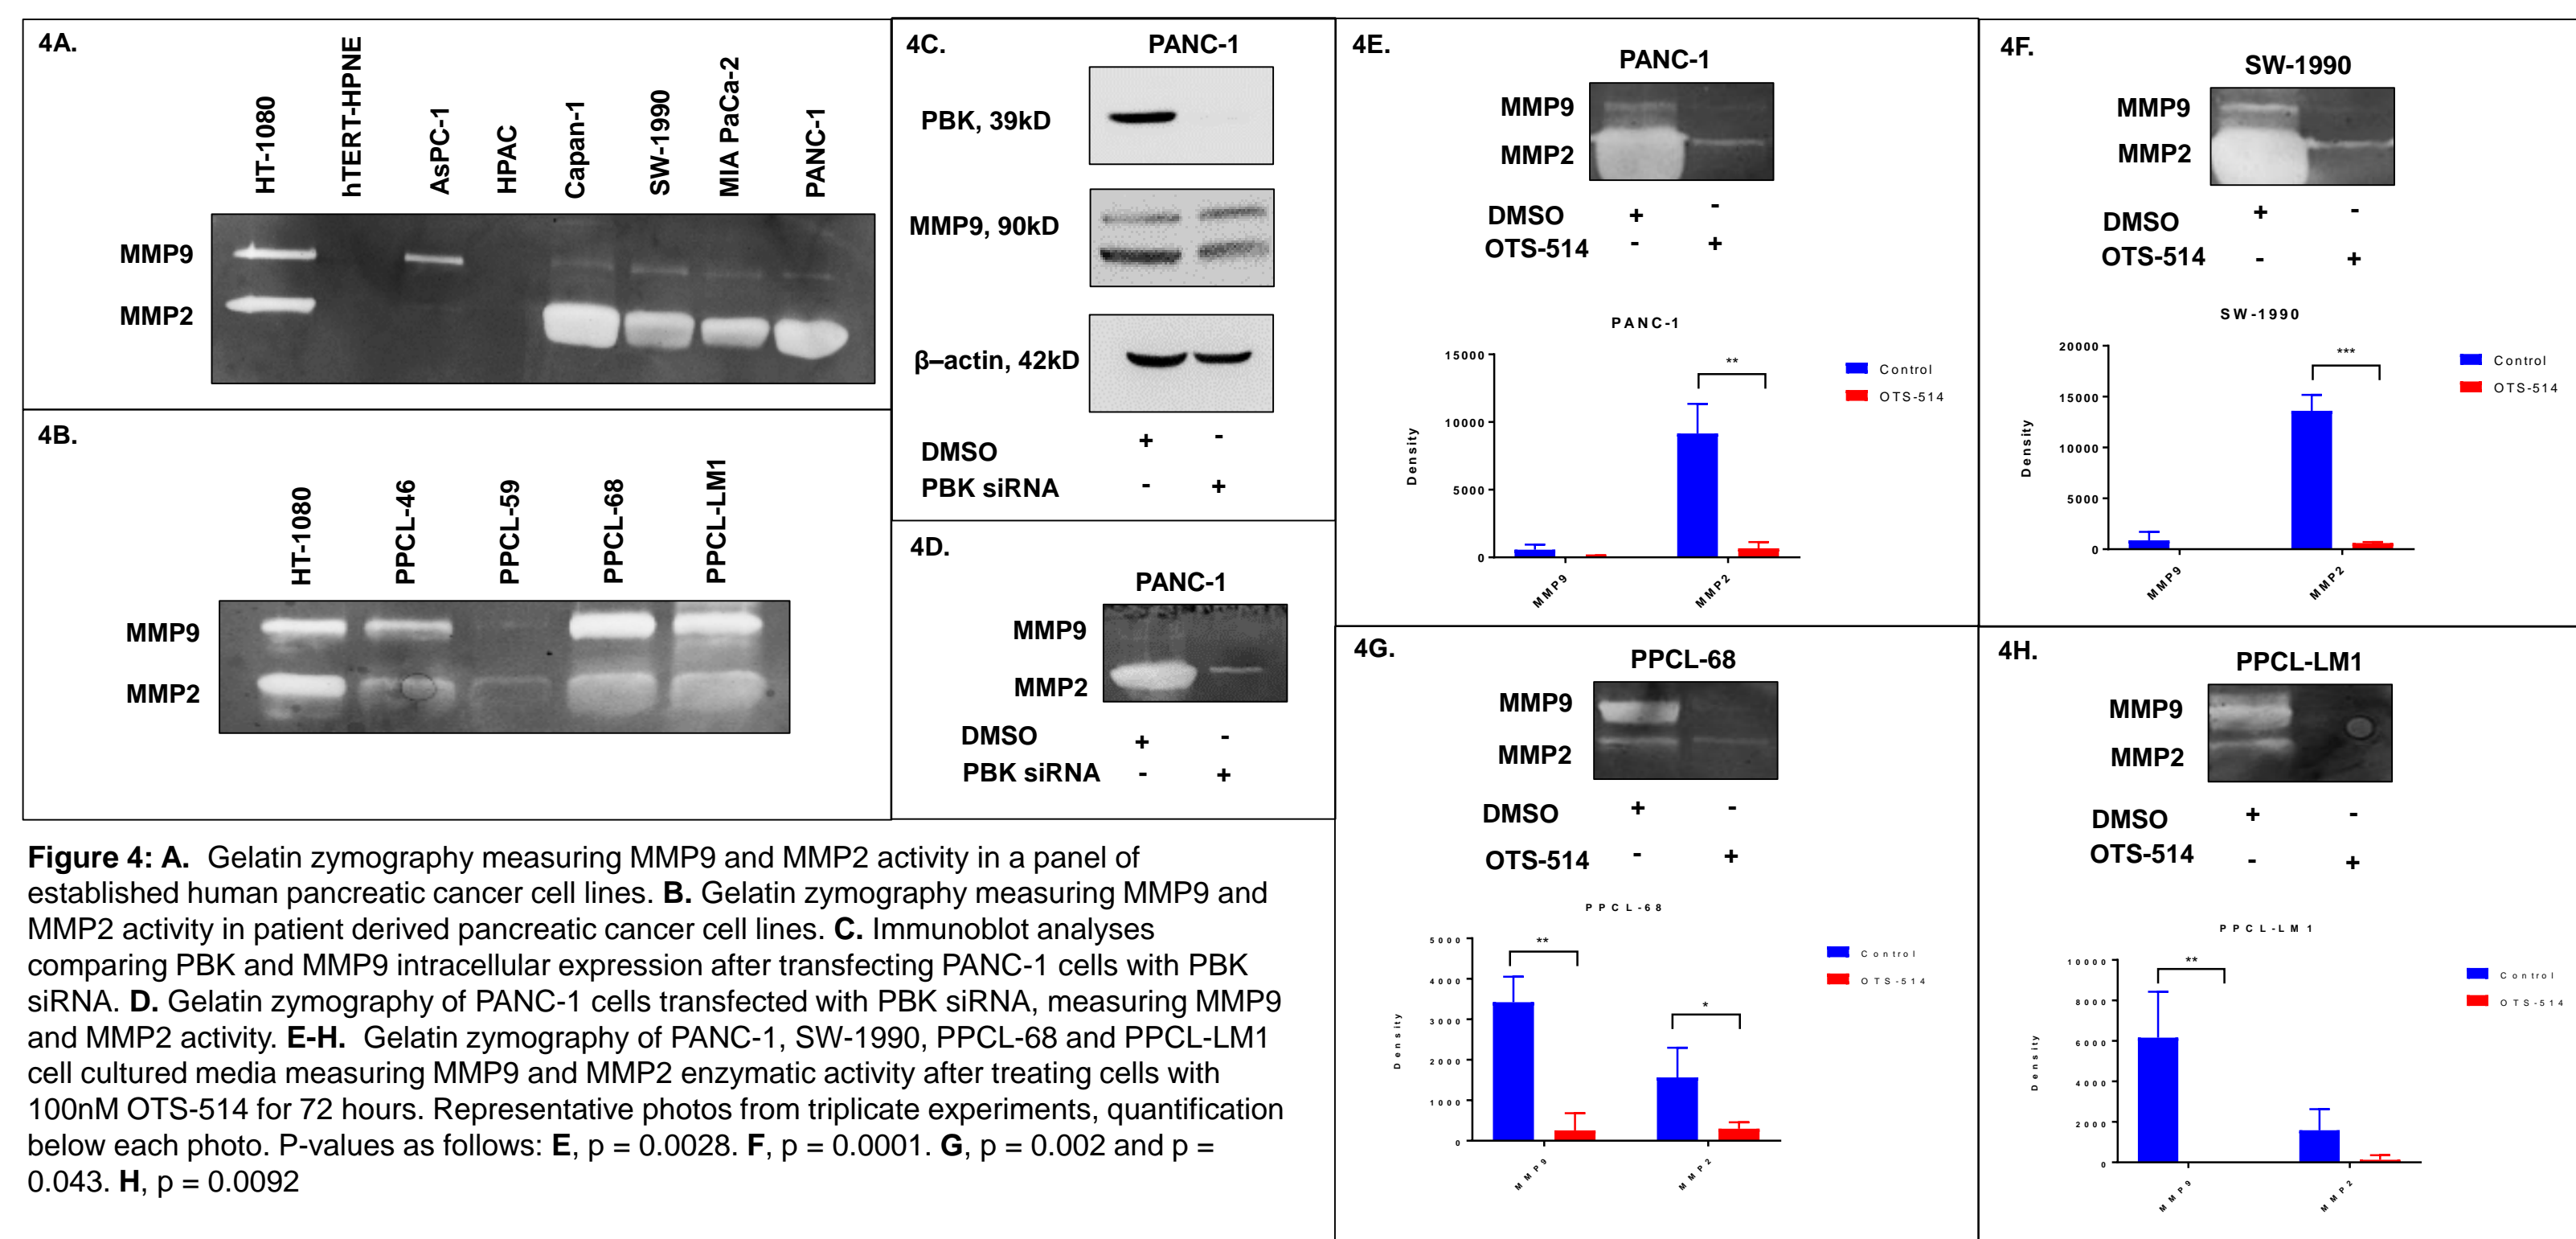 4A.
HT-1080
hTERT-HPNE
AsPC-1
HPAC
Capan-1
SW-1990
MIA PaCa-2
PANC-1
MMP9
MMP2
4B.
HT-1080
PPCL-46
PPCL-59
PPCL-68
PPCL-LM1
MMP9
MMP2
4C.
PANC-1
PBK, 39kD
MMP9, 90kD
β–actin, 42kD
DMSO + -
PBK siRNA - +
4D.
PANC-1
MMP9
MMP2
DMSO + -
PBK siRNA - +
4E.
PANC-1
MMP9
MMP2
DMSO + -
OTS-514 - +
PANC-1
15000
10000
5000
0
Density
**
Control
OTS-514
MMP9
MMP2
4F.
SW-1990
MMP9
MMP2
DMSO + -
OTS-514 - +
SW-1990
20000
15000
10000
5000
0
Density
***
Control
OTS-514
MMP9
MMP2
4G.
PPCL-68
MMP9
MMP2
DMSO + -
OTS-514 - +
PPCL-68
5000
4000
3000
2000
1000
0
Density
**
*
Control
OTS-514
MMP9
MMP2
4H.
PPCL-LM1
MMP9
MMP2
DMSO + -
OTS-514 - +
PPCL-LM1
10000
8000
6000
4000
2000
0
Density
**
Control
OTS-514
MMP9
MMP2
Figure 4: A. Gelatin zymography measuring MMP9 and MMP2 activity in a panel of
established human pancreatic cancer cell lines. B. Gelatin zymography measuring MMP9 and
MMP2 activity in patient derived pancreatic cancer cell lines. C. Immunoblot analyses
comparing PBK and MMP9 intracellular expression after transfecting PANC-1 cells with PBK
siRNA. D. Gelatin zymography of PANC-1 cells transfected with PBK siRNA, measuring MMP9
and MMP2 activity. E-H. Gelatin zymography of PANC-1, SW-1990, PPCL-68 and PPCL-LM1
cell cultured media measuring MMP9 and MMP2 enzymatic activity after treating cells with
100nM OTS-514 for 72 hours. Representative photos from triplicate experiments, quantification
below each photo. P-values as follows: E, p = 0.0028. F, p = 0.0001. G, p = 0.002 and p =
0.043. H, p = 0.0092